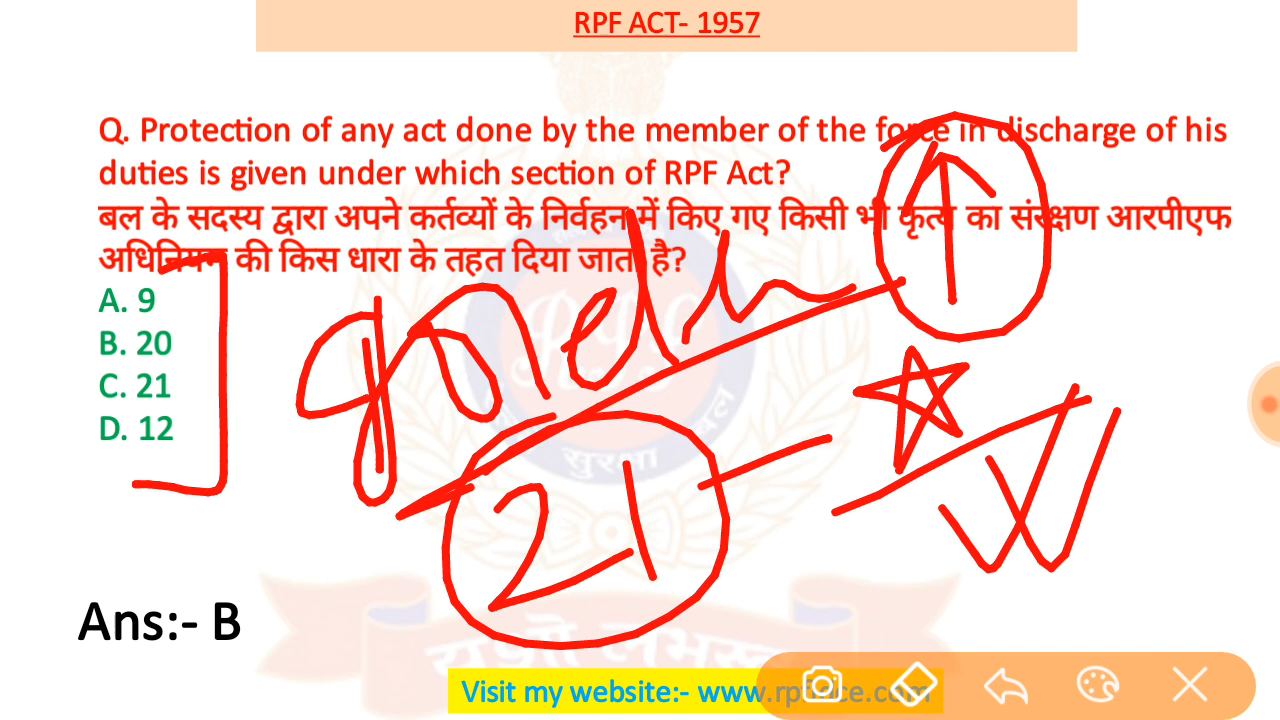 RPF ACT- 1957
Q. Protection of any act done by the member of the force in discharge of his
duties is given under which section of RPF Act?
बल के सदस्य द्वारा अपने कर्तव्यों के निर्वहन में किए गए किसी भी कृत्य का संरक्षण आरपीएफ
अधिनियम की किस धारा के तहत दिया जाता है?
A. 9
B. 20
C. 21
D. 12
21
W
सुरक्षा
Ans:- B
Visit my website:- www.rpf